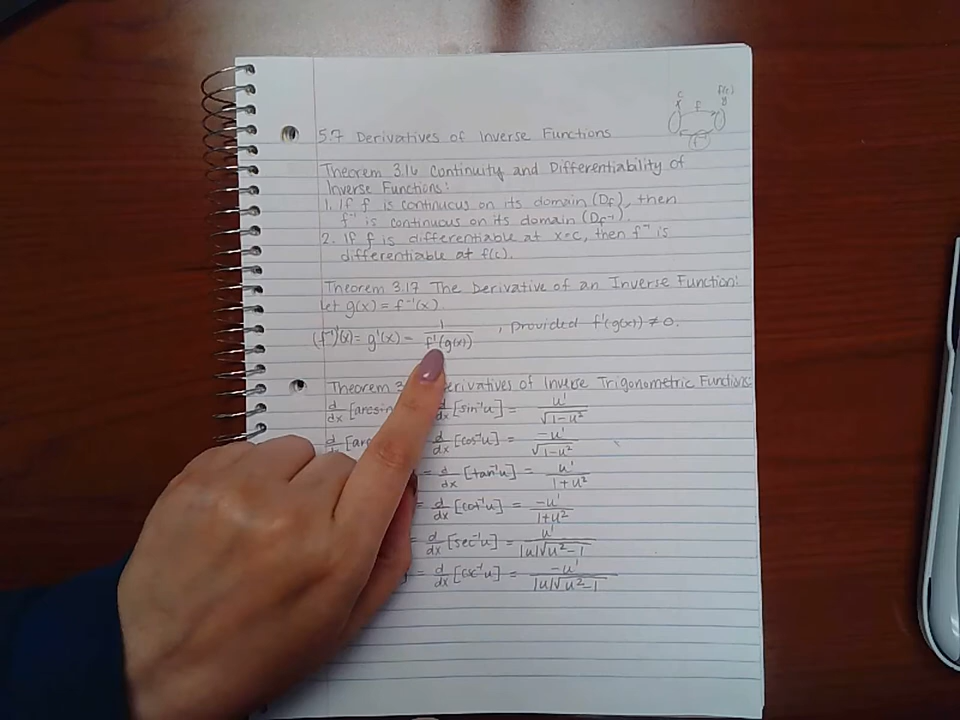 c f(c)
x f y
f⁻¹
5.7 Derivatives of Inverse Functions
Theorem 3.16 Continuity and Differentiability of
Inverse Functions:
1. If f is continuous on its domain (Df), then
f⁻¹ is continuous on its domain (Df⁻¹).
2. If f is differentiable at x=c, then f⁻¹ is
differentiable at f(c).
Theorem 3.17 The Derivative of an Inverse Function:
Let g(x) = f⁻¹(x).
(f⁻¹)'(x) = g'(x) = 1/f'(g(x)), provided f'(g(x)) ≠ 0.
Theorem 3. Derivatives of Inverse Trigonometric Functions:
d/dx [arcsin d/dx [sin⁻¹u] = u'/√(1-u²)
d/dx [arc d/dx [cos⁻¹u] = -u'/√(1-u²)
= d/dx [tan⁻¹u] = u'/(1+u²)
= d/dx [cot⁻¹u] = -u'/(1+u²)
= d/dx [sec⁻¹u] = u'/(|u|√(u²-1))
= d/dx [csc⁻¹u] = -u'/(|u|√(u²-1))